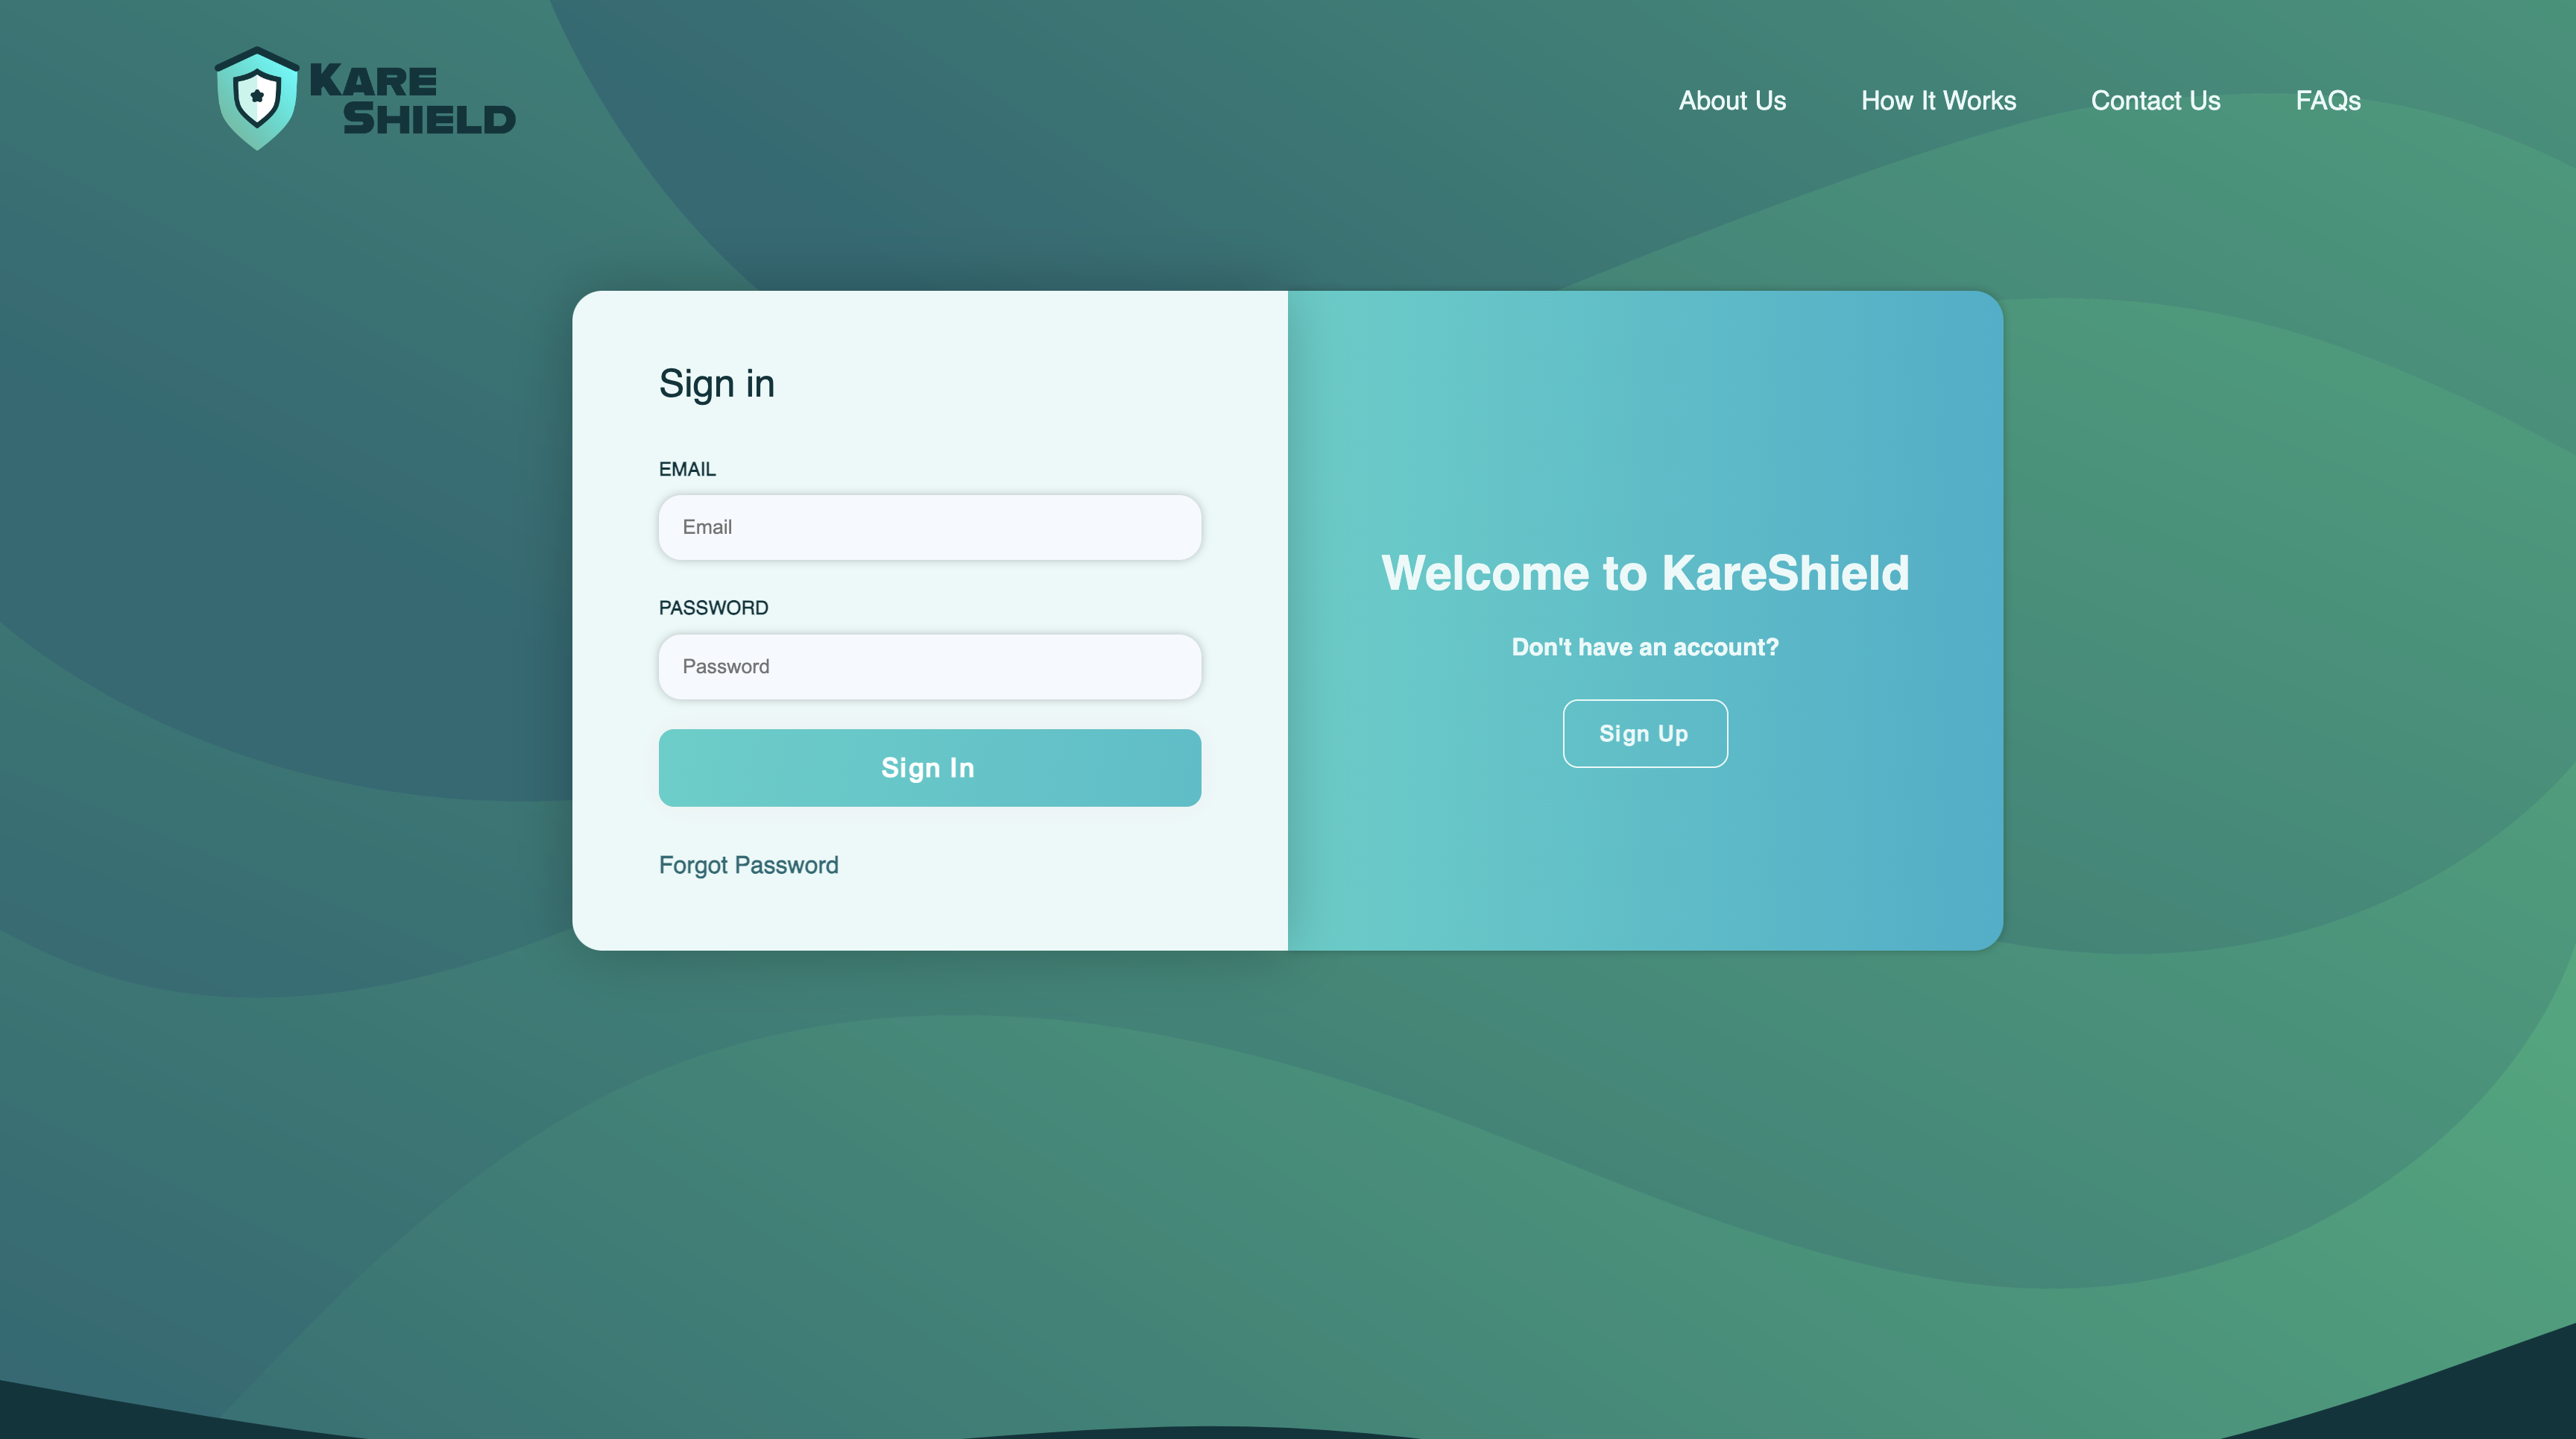 KARE
SHIELD
About Us
How It Works
Contact Us
FAQs
Sign in
EMAIL
Email
PASSWORD
Password
Sign In
Forgot Password
Welcome to KareShield
Don't have an account?
Sign Up